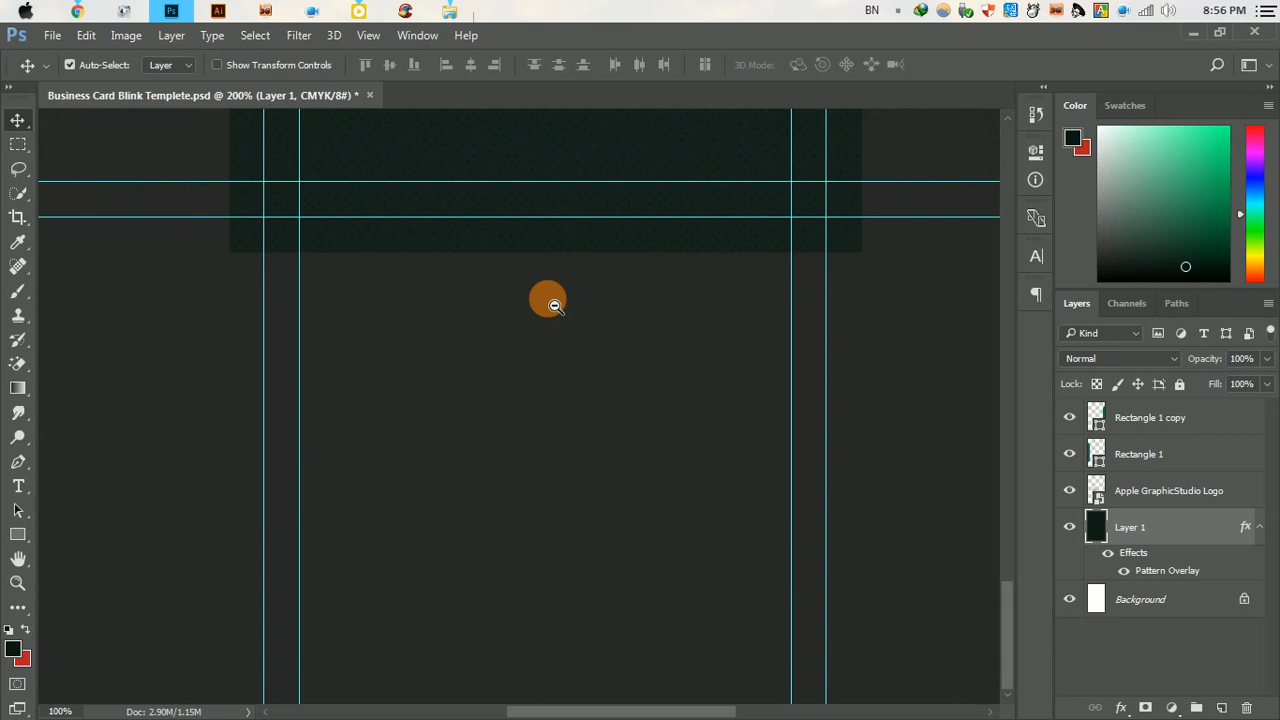 BN
8:56 PM
Ps
File Edit Image Layer Type Select Filter 3D View Window Help
Auto-Select: Layer Show Transform Controls 3D Mode:
Business Card Blink Templete.psd @ 200% (Layer 1, CMYK/8#) *
Color Swatches
Layers Channels Paths
Kind
Normal Opacity: 100%
Lock: Fill: 100%
Rectangle 1 copy
Rectangle 1
Apple GraphicStudio Logo
Layer 1 fx
Effects
Pattern Overlay
Background
100% Doc: 2.90M/1.15M